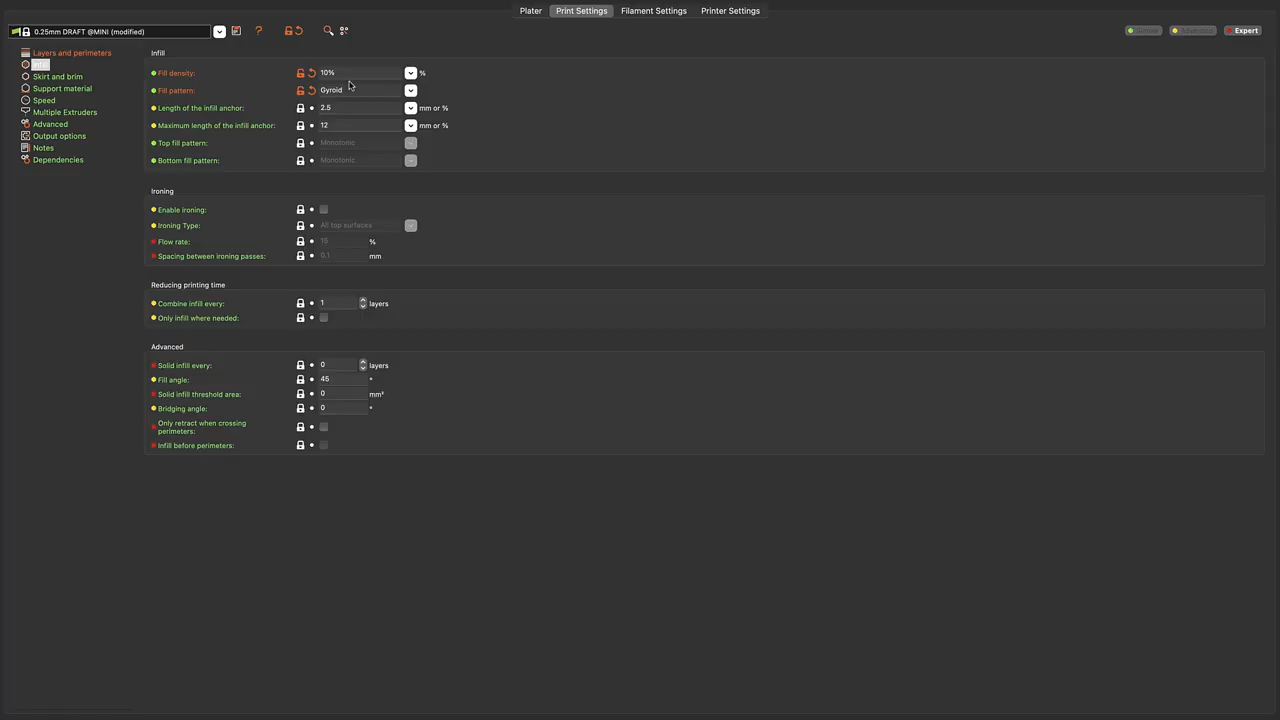 Plater Print Settings Filament Settings Printer Settings
0.25mm DRAFT @MINI (modified)
? Expert
Layers and perimeters
Infill
Skirt and brim
Support material
Speed
Multiple Extruders
Advanced
Output options
Notes
Dependencies
Infill
Fill density: 10% %
Fill pattern: Gyroid
Length of the infill anchor: 2.5 mm or %
Maximum length of the infill anchor: 12 mm or %
Top fill pattern: Monotonic
Bottom fill pattern: Monotonic
Ironing
Enable ironing:
Ironing Type: All top surfaces
Flow rate: 15 %
Spacing between ironing passes: 0.1 mm
Reducing printing time
Combine infill every: 1 layers
Only infill where needed:
Advanced
Solid infill every: 0 layers
Fill angle: 45 °
Solid infill threshold area: 0 mm²
Bridging angle: 0 °
Only retract when crossing
perimeters:
Infill before perimeters: